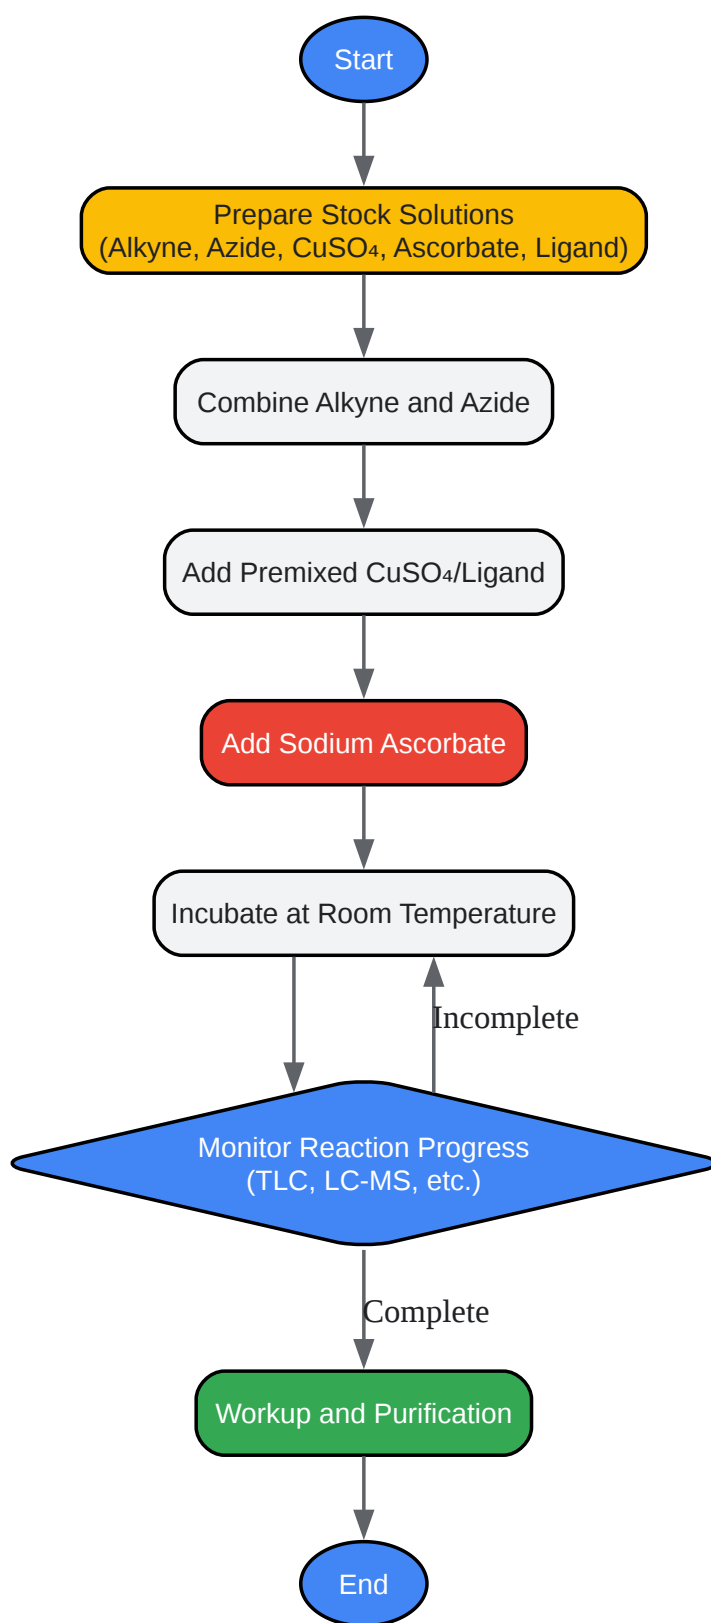 Start
Prepare Stock Solutions
(Alkyne, Azide, CuSO₄, Ascorbate, Ligand)
Combine Alkyne and Azide
Add Premixed CuSO₄/Ligand
Add Sodium Ascorbate
Incubate at Room Temperature
Incomplete
Monitor Reaction Progress
(TLC, LC-MS, etc.)
Complete
Workup and Purification
End